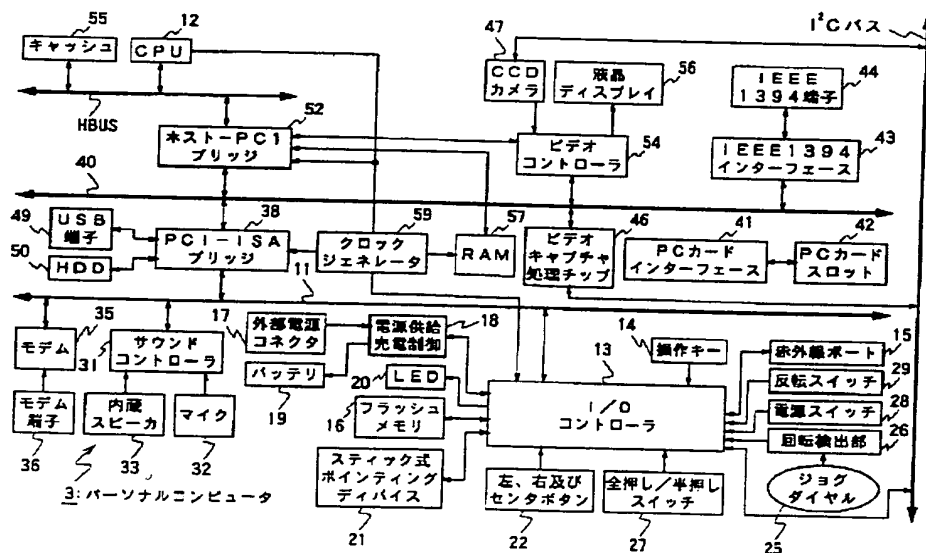 55
キャッシュ
12
CPU
HBUS
52
ホストーPCI
ブリッジ
47
CCD
カメラ
液晶
ディスプレイ
56
I²Cバス
IEEE
1394端子
44
ビデオ
コントローラ
54
IEEE1394
インターフェース
43
40
49
USB
端子
50
HDD
38
PCI-ISA
ブリッジ
59
クロック
ジェネレータ
57
RAM
46
ビデオ
キャプチャ
処理チップ
41
PCカード
インターフェース
42
PCカード
スロット
11
35
モデム
31
サウンド
コントローラ
17
外部電源
コネクタ
電源供給
充電制御
18
バッテリ
19
20
LED
16
フラッシュ
メモリ
13
I/O
コントローラ
14
操作キー
15
赤外線ポート
29
反転スイッチ
28
電源スイッチ
26
回転検出部
モデム
端子
36
内蔵
スピーカ
33
マイク
32
3:パーソナルコンピュータ
スティック式
ポインティング
ディバイス
21
左、右及び
センタボタン
22
全押し/半押し
スイッチ
27
ジョグ
ダイヤル
25